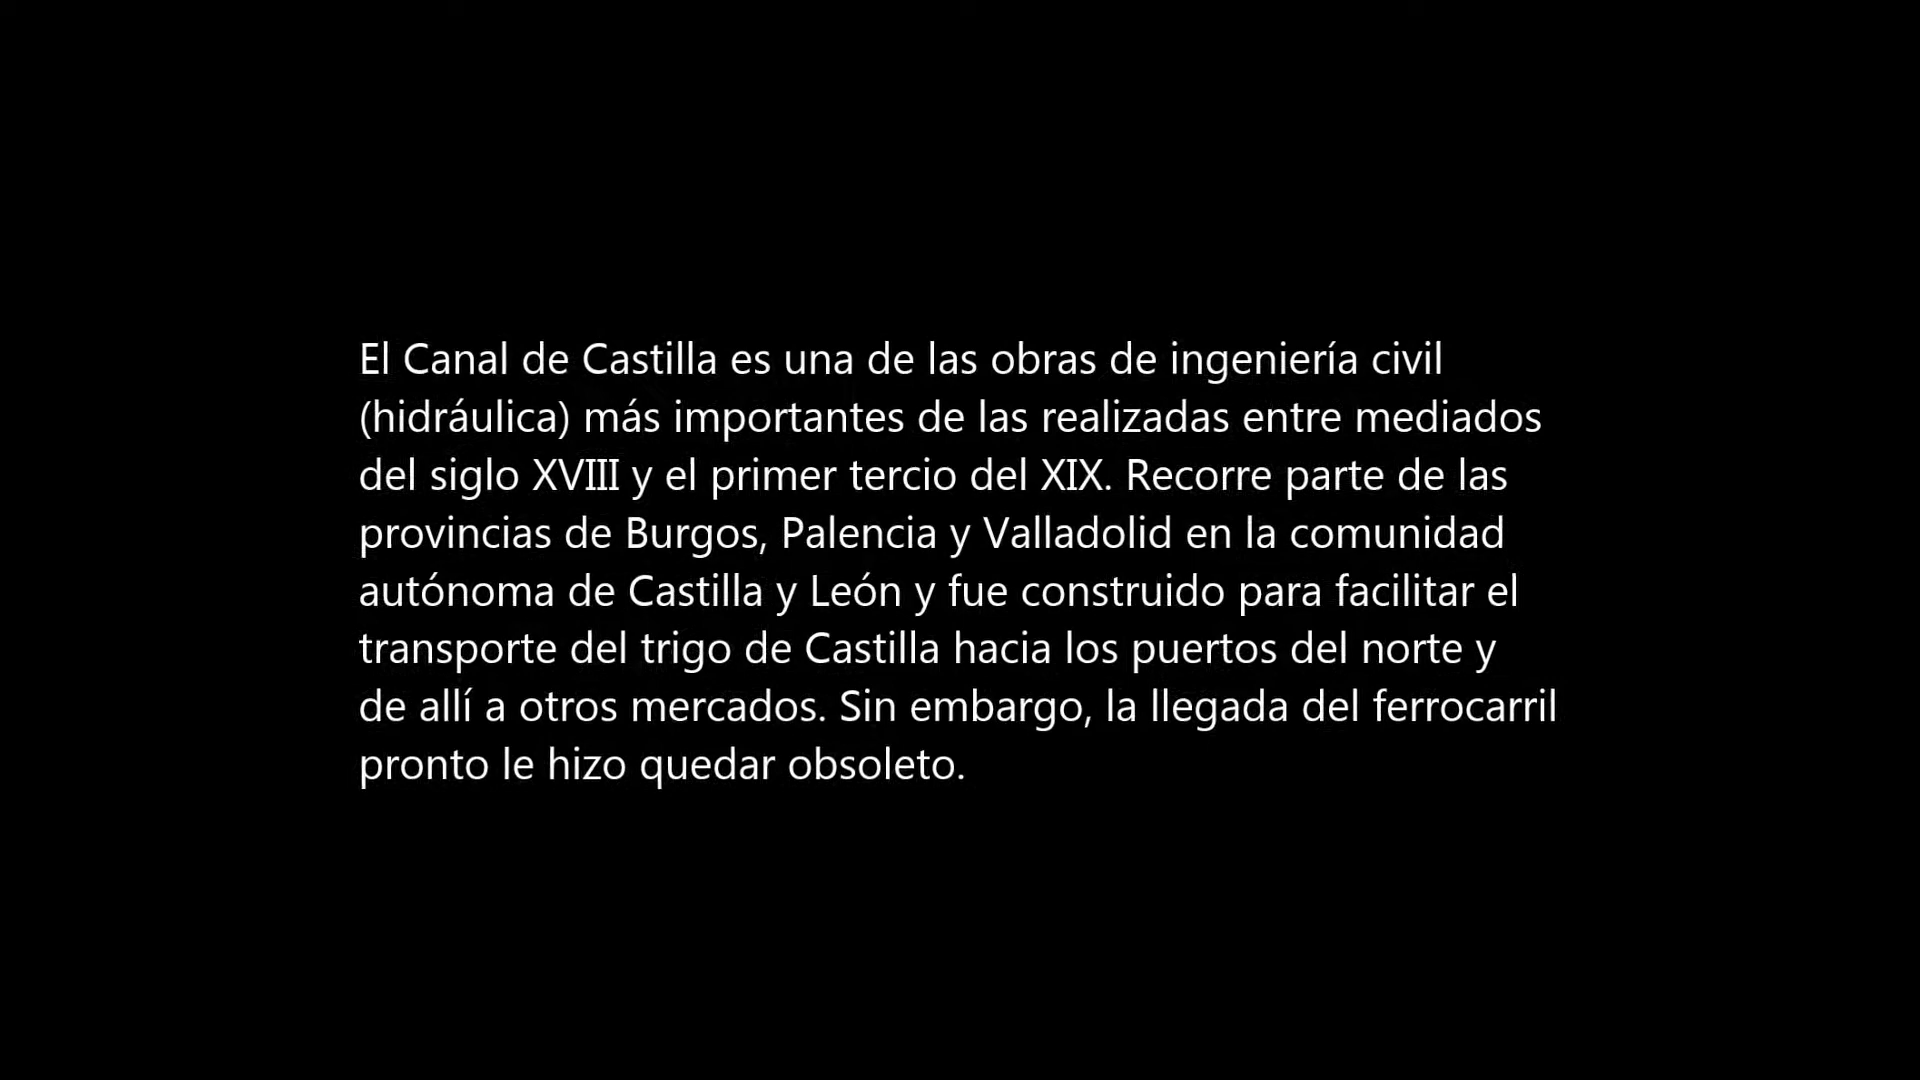 El Canal de Castilla es una de las obras de ingeniería civil
(hidráulica) más importantes de las realizadas entre mediados
del siglo XVIII y el primer tercio del XIX. Recorre parte de las
provincias de Burgos, Palencia y Valladolid en la comunidad
autónoma de Castilla y León y fue construido para facilitar el
transporte del trigo de Castilla hacia los puertos del norte y
de allí a otros mercados. Sin embargo, la llegada del ferrocarril
pronto le hizo quedar obsoleto.